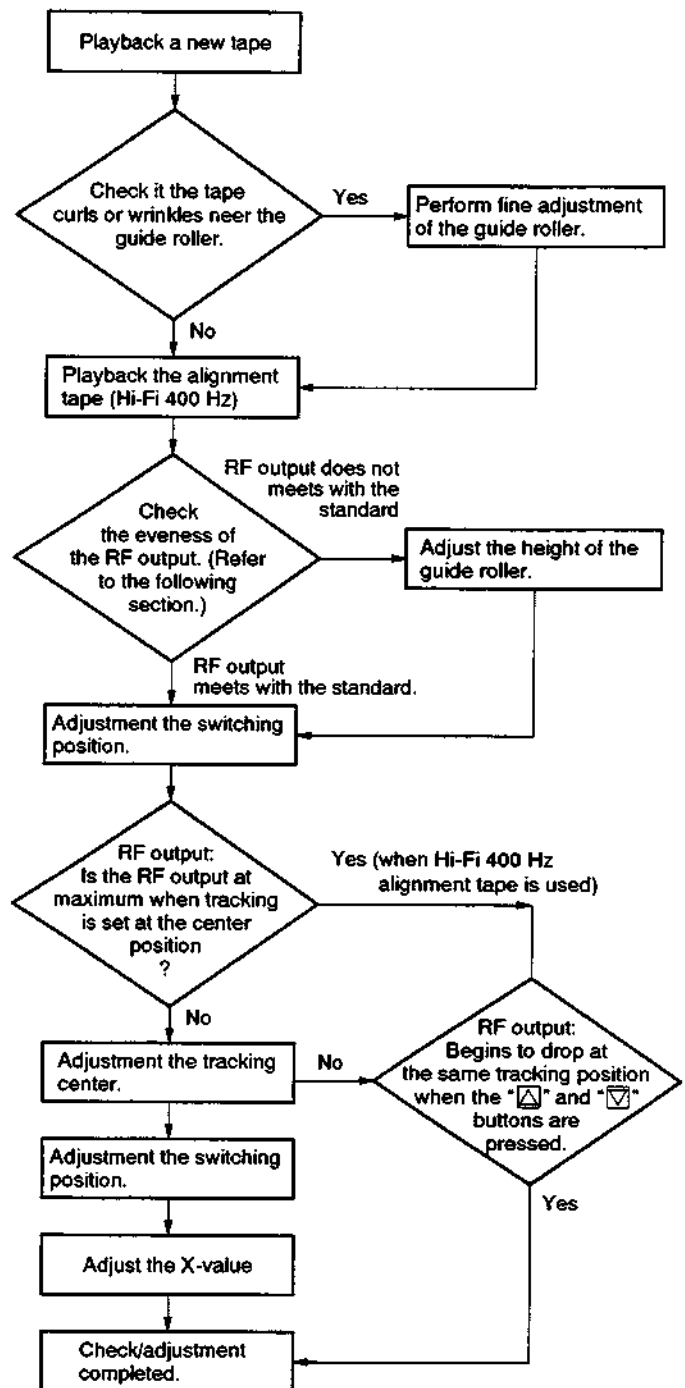 Playback a new tape
Check it the tape
curls or wrinkles neer the
guide roller.
Yes
Perform fine adjustment
of the guide roller.
No
Playback the alignment
tape (Hi-Fi 400 Hz)
RF output does not
meets with the
standard
Check
the eveness of
the RF output. (Refer
to the following
section.)
Adjust the height of the
guide roller.
RF output
meets with the standard.
Adjustment the switching
position.
RF output:
Is the RF output at
maximum when tracking
is set at the center
position
?
Yes (when Hi-Fi 400 Hz
alignment tape is used)
No
Adjustment the tracking
center.
No
RF output:
Begins to drop at
the same tracking position
when the "△" and "▽"
buttons are
pressed.
Adjustment the switching
position.
Yes
Adjust the X-value
Check/adjustment
completed.